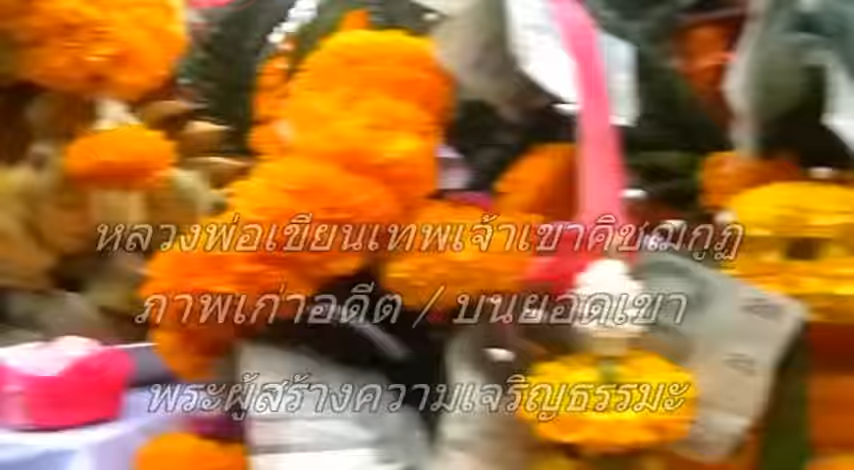 หลวงพ่อเขียนเทพเจ้าเขาคิชฌกูฏ
ภาพเก่าอดีต / บนยอดเขา
พระผู้สร้างความเจริญธรรมะ